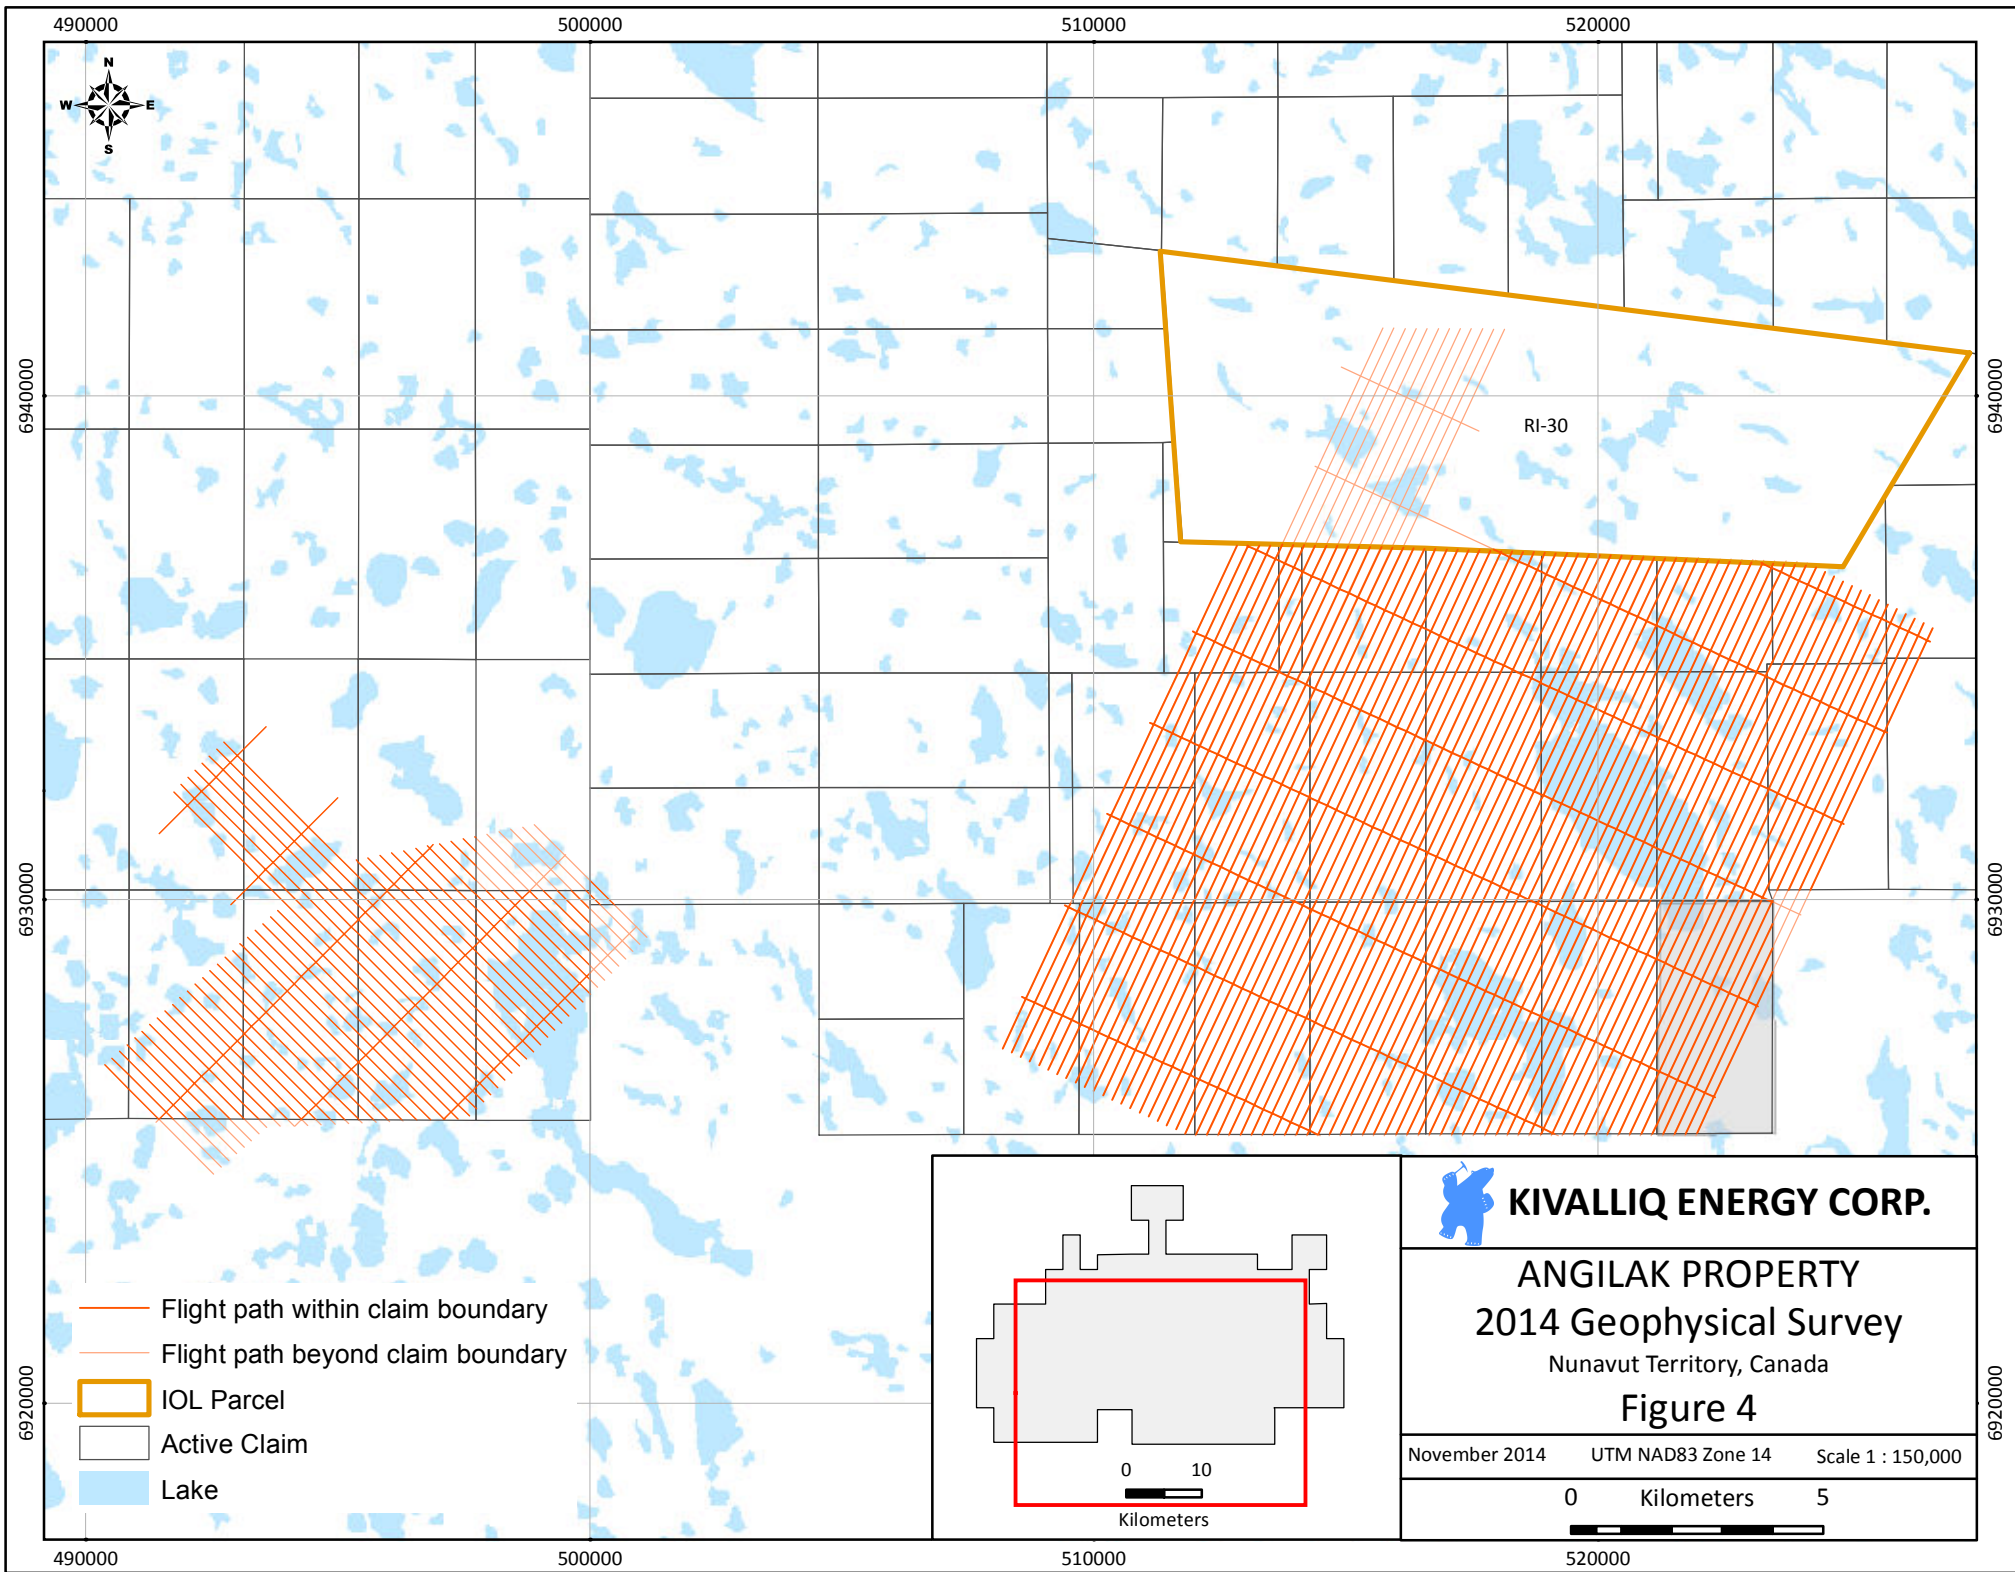 490000 500000 510000 520000
N
W E
S
6940000 6940000
RI-30
6930000 6930000
KIVALLIQ ENERGY CORP.
ANGILAK PROPERTY
2014 Geophysical Survey
Nunavut Territory, Canada
Figure 4
November 2014 UTM NAD83 Zone 14 Scale 1 : 150,000
0 Kilometers 5
Flight path within claim boundary
Flight path beyond claim boundary
IOL Parcel
Active Claim
Lake
0 10
Kilometers
6920000 6920000
490000 500000 510000 520000